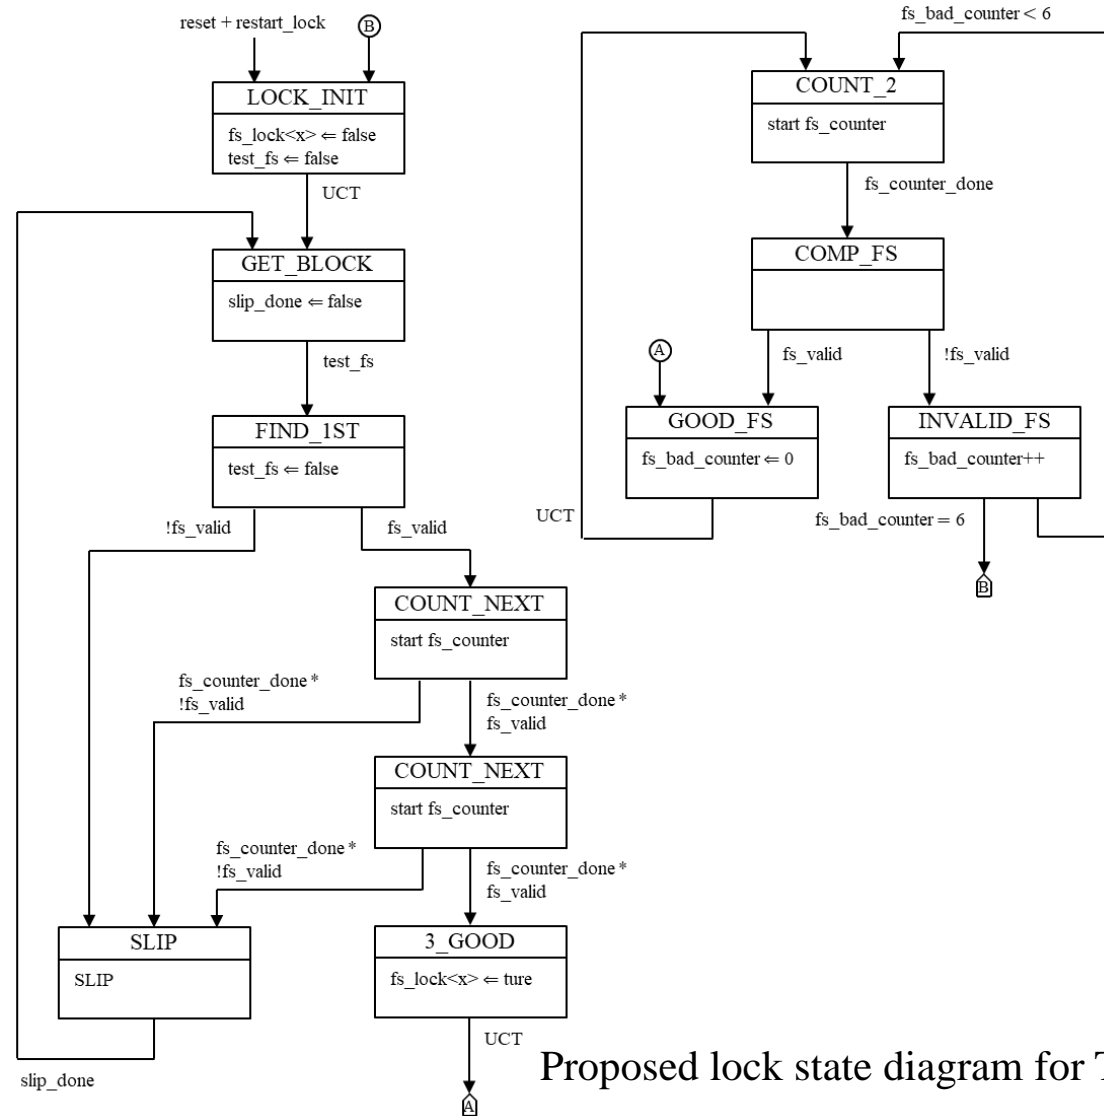 reset + restart_lock
B
LOCK_INIT
fs_lock<x> ⇐ false
test_fs ⇐ false
UCT
GET_BLOCK
slip_done ⇐ false
test_fs
FIND_1ST
test_fs ⇐ false
!fs_valid
fs_valid
COUNT_NEXT
start fs_counter
fs_counter_done *
!fs_valid
fs_counter_done *
fs_valid
COUNT_NEXT
start fs_counter
fs_counter_done *
!fs_valid
fs_counter_done *
fs_valid
SLIP
SLIP
slip_done
3_GOOD
fs_lock<x> ⇐ ture
UCT
A
fs_bad_counter < 6
COUNT_2
start fs_counter
fs_counter_done
COMP_FS
A
fs_valid
!fs_valid
GOOD_FS
fs_bad_counter ⇐ 0
UCT
INVALID_FS
fs_bad_counter++
fs_bad_counter = 6
B
Proposed lock state diagram for T